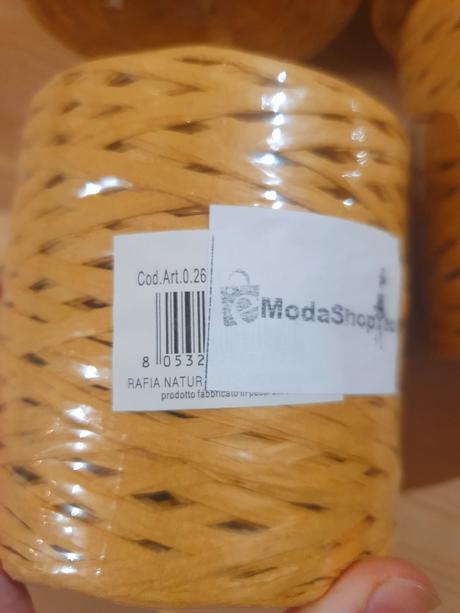 Cod.Art.0.26
ModaShop
8 0532
RAFIA NATUR
prodotto fabbricato in